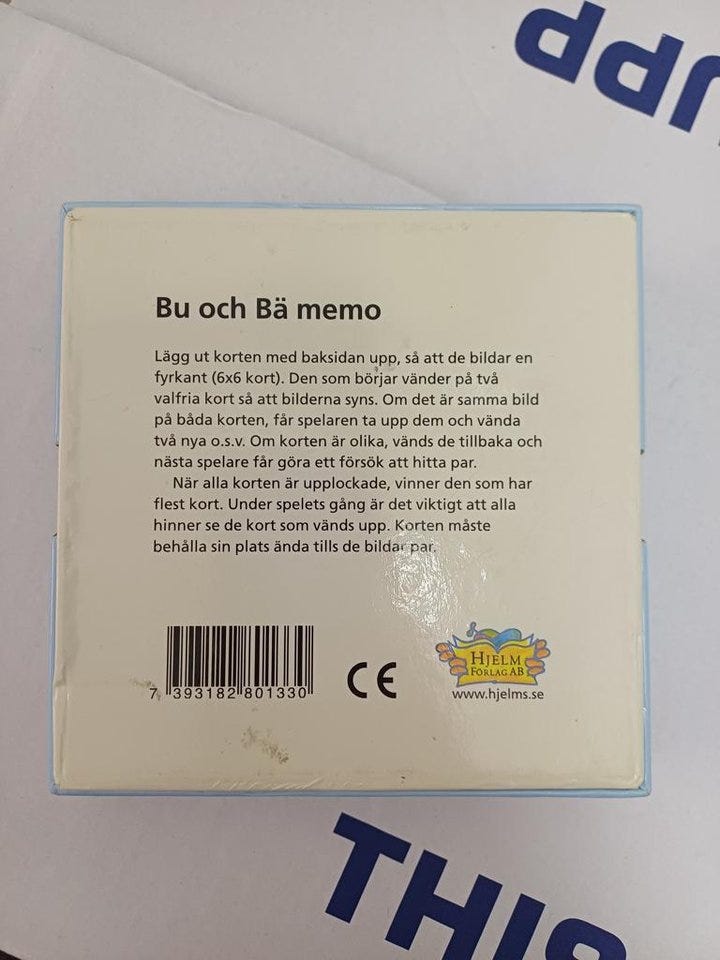 Bu och Bä memo
Lägg ut korten med baksidan upp, så att de bildar en
fyrkant (6x6 kort). Den som börjar vänder på två
valfria kort så att bilderna syns. Om det är samma bild
på båda korten, får spelaren ta upp dem och vända
två nya o.s.v. Om korten är olika, vänds de tillbaka och
nästa spelare får göra ett försök att hitta par.
När alla korten är upplockade, vinner den som har
flest kort. Under spelets gång är det viktigt att alla
hinner se de kort som vänds upp. Korten måste
behålla sin plats ända tills de bildar par.
7 393182 801330
CE
HJELM
FÖRLAG AB
www.hjelms.se
THIS